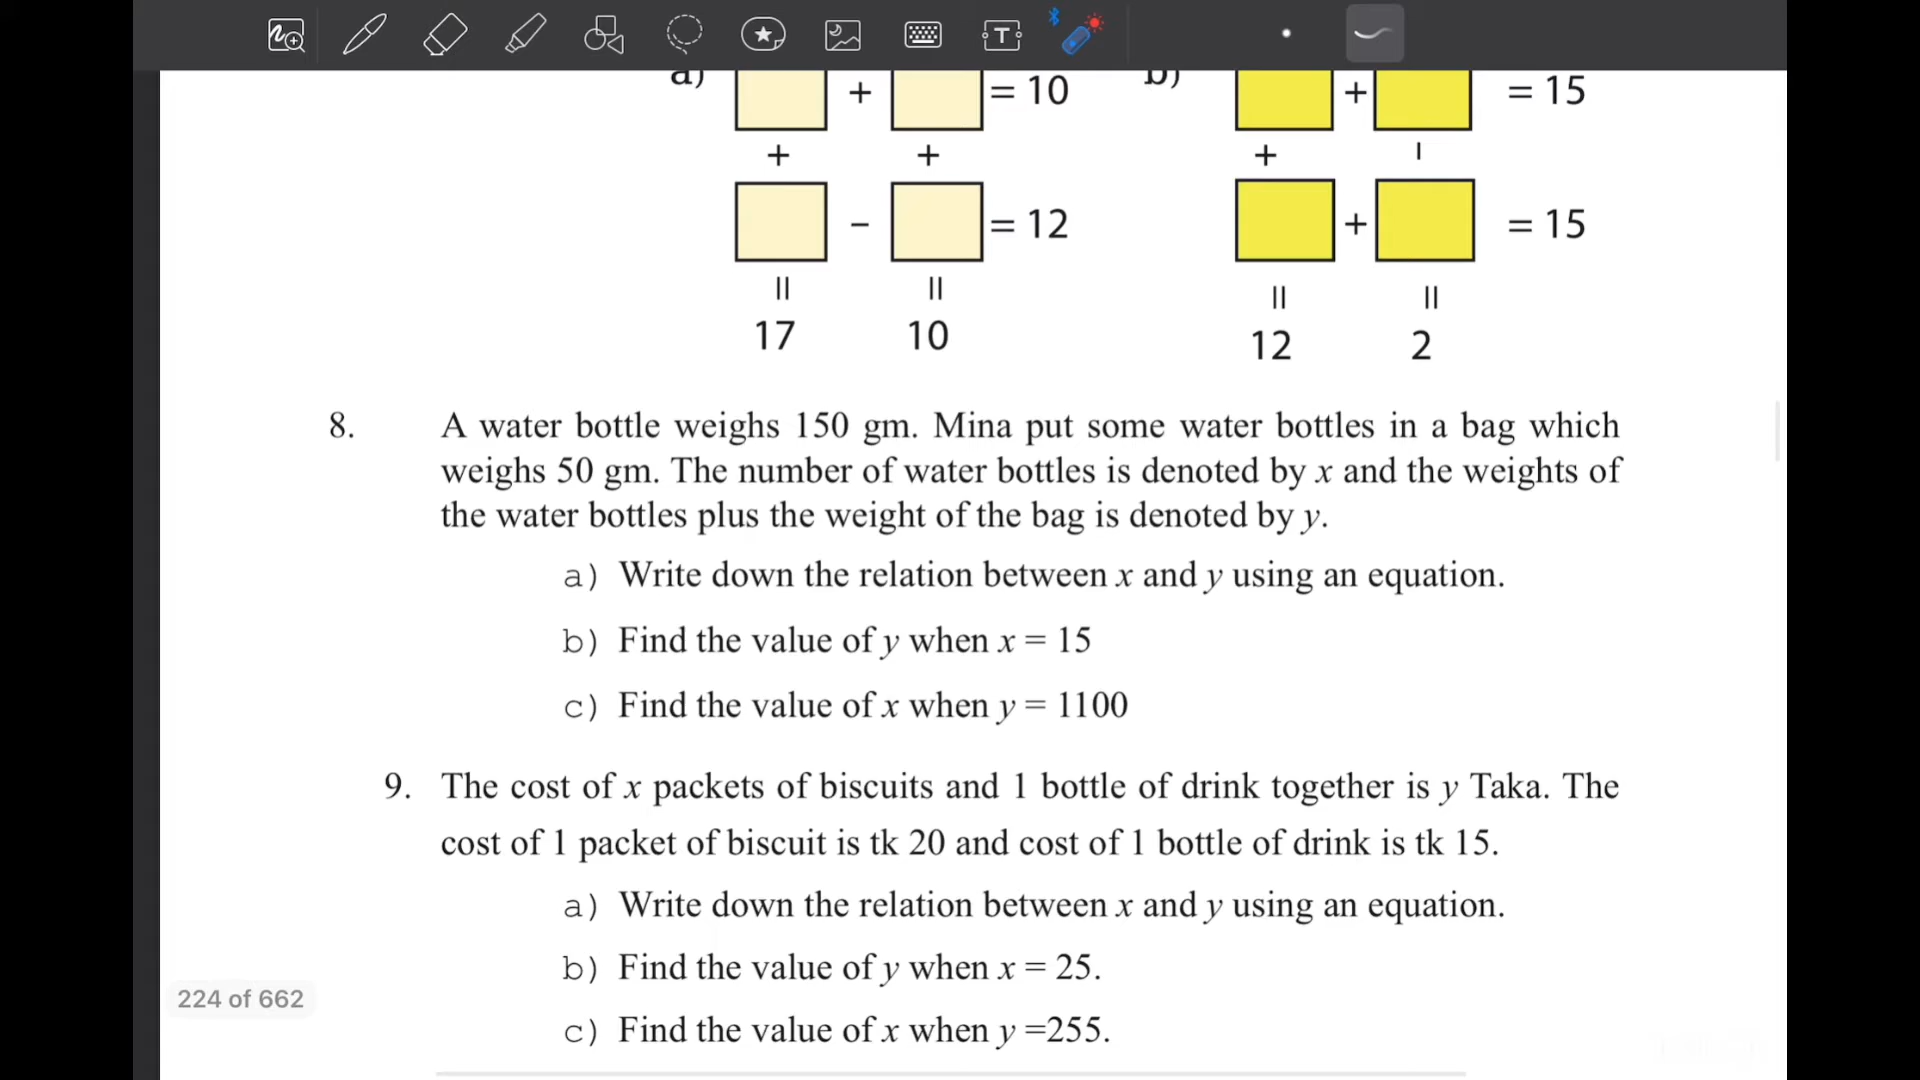 a) + = 10 b) + = 15
+ + + -
- = 12 + = 15
= = = =
17 10 12 2
8. A water bottle weighs 150 gm. Mina put some water bottles in a bag which
weighs 50 gm. The number of water bottles is denoted by x and the weights of
the water bottles plus the weight of the bag is denoted by y.
a) Write down the relation between x and y using an equation.
b) Find the value of y when x = 15
c) Find the value of x when y = 1100
9. The cost of x packets of biscuits and 1 bottle of drink together is y Taka. The
cost of 1 packet of biscuit is tk 20 and cost of 1 bottle of drink is tk 15.
a) Write down the relation between x and y using an equation.
b) Find the value of y when x = 25.
224 of 662
c) Find the value of x when y =255.